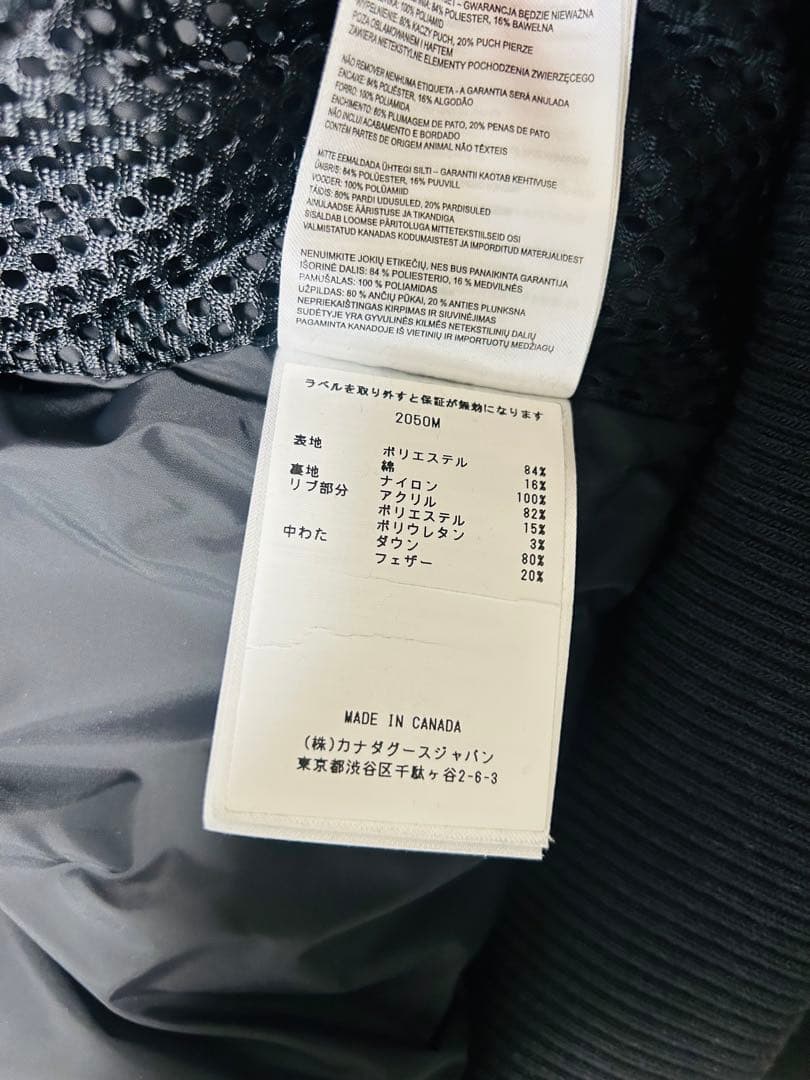 ET – GWARANCJA BĘDZIE NIEWAŻNA
84% POLIESTER, 16% BAWEŁNA
100% POLIAMID
WYPEŁNIENIE: 80% KACZY PUCH, 20% PUCH PIERZE
POZA OBLAMOWANIEM I HAFTEM
ZAWIERA NIETEKSTYLNE ELEMENTY POCHODZENIA ZWIERZĘCEGO
NÃO REMOVER NENHUMA ETIQUETA - A GARANTIA SERÁ ANULADA
ENCAIXE: 84% POLIÉSTER, 16% ALGODÃO
FORRO: 100% POLIAMIDA
ENCHIMENTO: 80% PLUMAGEM DE PATO, 20% PENAS DE PATO
NÃO INCLUI ACABAMENTO E BORDADO
CONTÉM PARTES DE ORIGEM ANIMAL NÃO TÊXTEIS
MITTE EEMALDADA ÜHTEGI SILTI – GARANTII KAOTAB KEHTIVUSE
ÜMBRIS: 84% POLÜESTER, 16% PUUVILL
VOODER: 100% POLÜAMIID
TÄIDIS: 80% PARDI UDUSULED, 20% PARDISULED
AINULAADSE ÄÄRISTUSE JA TIKANDIGA
SISALDAB LOOMSE PÄRITOLUGA MITTETEKSTIILSEID OSI
VALMISTATUD KANADAS KODUMAISTEST JA IMPORDITUD MATERJALIDEST
NENUIMKITE JOKIŲ ETIKEČIŲ, NES BUS PANAIKINTA GARANTIJA
IŠORINĖ DALIS: 84 % POLIESTERIO, 16 % MEDVILNĖS
PAMUŠALAS: 100 % POLIAMIDAS
UŽPILDAS: 80 % ANČIŲ PŪKAI, 20 % ANTIES PLUNKSNA
NEPRIEKAIŠTINGAS KIRPIMAS IR SIUVINĖJIMAS
SUDĖTYJE YRA GYVULINĖS KILMĖS NETEKSTILINIŲ DALIŲ
PAGAMINTA KANADOJE IŠ VIETINIŲ IR IMPORTUOTŲ MEDŽIAGŲ
ラベルを取り外すと保証が無効になります
2050M
表地 ポリエステル 84%
綿 16%
裏地 ナイロン 100%
リブ部分 アクリル 82%
ポリエステル 15%
ポリウレタン 3%
中わた ダウン 80%
フェザー 20%
MADE IN CANADA
(株)カナダグースジャパン
東京都渋谷区千駄ヶ谷2-6-3